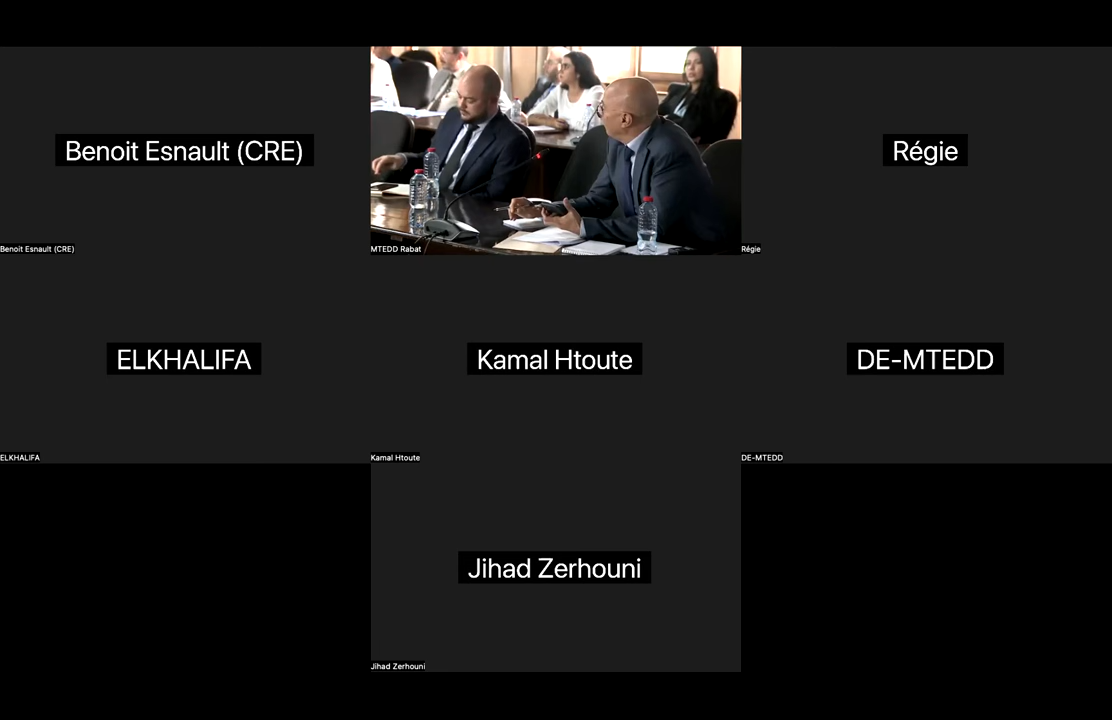 Benoit Esnault (CRE)
Régie
Benoit Esnault (CRE)
MTEDD Rabat
Régie
ELKHALIFA
Kamal Htoute
DE-MTEDD
ELKHALIFA
Kamal Htoute
DE-MTEDD
Jihad Zerhouni
Jihad Zerhouni